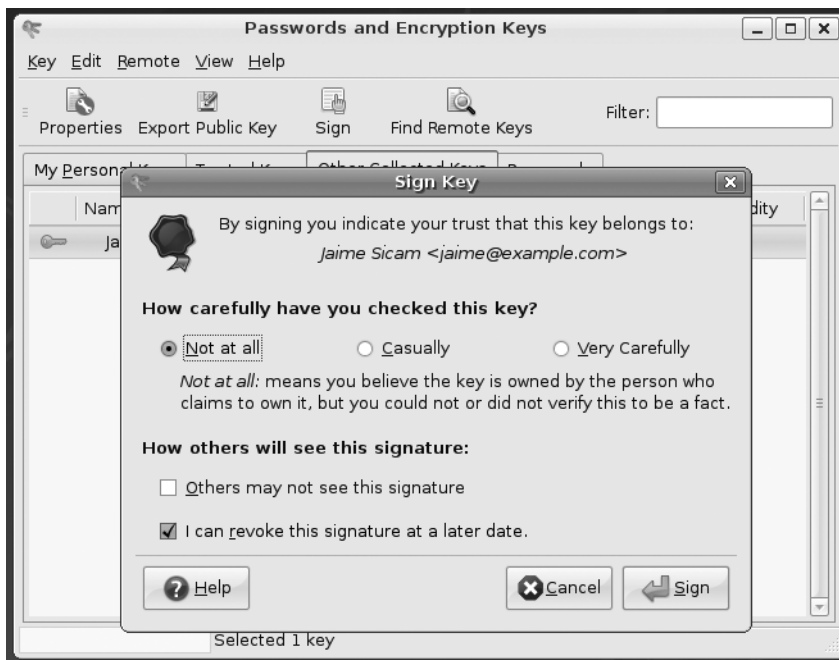 Passwords and Encryption Keys
Key Edit Remote View Help
Properties Export Public Key Sign Find Remote Keys Filter:
My Personal
Sign Key
Nam dity
Ja
By signing you indicate your trust that this key belongs to:
Jaime Sicam <jaime@example.com>
How carefully have you checked this key?
Not at all Casually Very Carefully
Not at all: means you believe the key is owned by the person who
claims to own it, but you could not or did not verify this to be a fact.
How others will see this signature:
Others may not see this signature
I can revoke this signature at a later date.
Help Cancel Sign
Selected 1 key